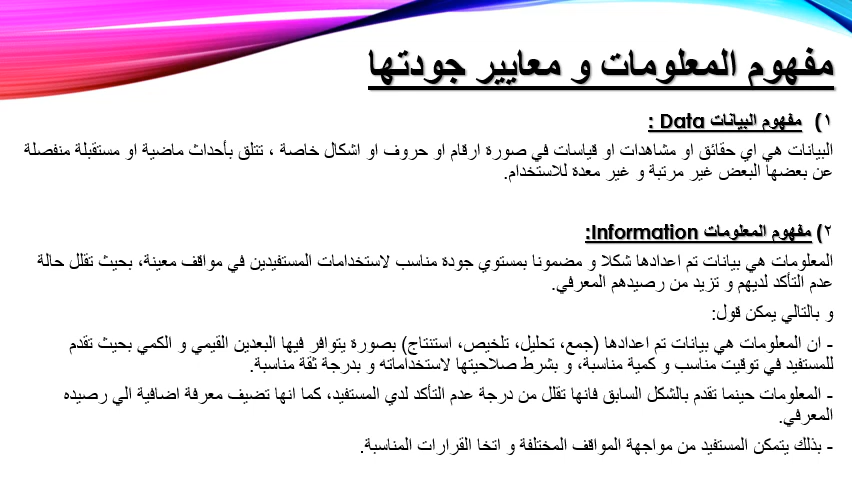 مفهوم المعلومات و معايير جودتها
١) مفهوم البيانات Data :
البيانات هي اي حقائق او مشاهدات او قياسات في صورة ارقام او حروف او اشكال خاصة ، تتلق بأحداث ماضية او مستقبلة منفصلة
عن بعضها البعض غير مرتبة و غير معدة للاستخدام.
٢) مفهوم المعلومات Information:
المعلومات هي بيانات تم اعدادها شكلا و مضمونا بمستوي جودة مناسب لاستخدامات المستفيدين في مواقف معينة، بحيث تقلل حالة
عدم التأكد لديهم و تزيد من رصيدهم المعرفي.
و بالتالي يمكن قول:
- ان المعلومات هي بيانات تم اعدادها (جمع، تحليل، تلخيص، استنتاج) بصورة يتوافر فيها البعدين القيمي و الكمي بحيث تقدم
للمستفيد في توقيت مناسب و كمية مناسبة، و بشرط صلاحيتها لاستخداماته و بدرجة ثقة مناسبة.
- المعلومات حينما تقدم بالشكل السابق فانها تقلل من درجة عدم التأكد لدي المستفيد، كما انها تضيف معرفة اضافية الي رصيده
المعرفي.
- بذلك يتمكن المستفيد من مواجهة المواقف المختلفة و اتخا القرارات المناسبة.